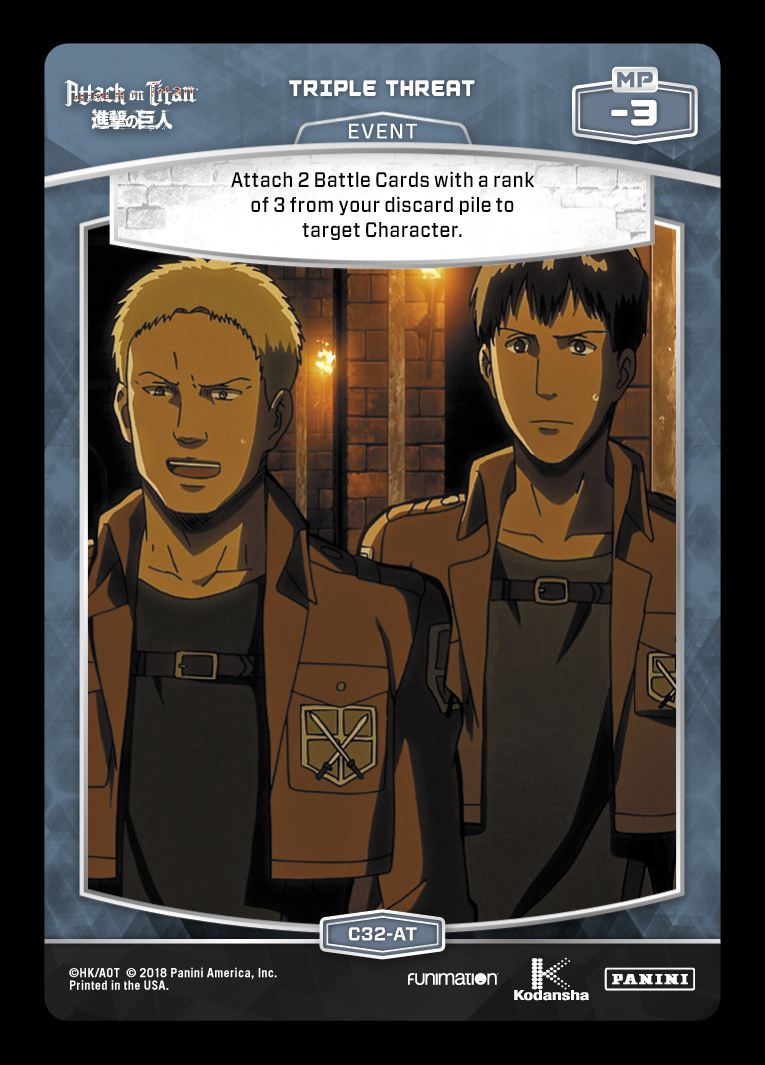 Attack on Titan
進撃の巨人
TRIPLE THREAT
MP
-3
EVENT
Attach 2 Battle Cards with a rank
of 3 from your discard pile to
target Character.
C32-AT
©HK/AOT © 2018 Panini America, Inc.
Printed in the USA.
FUNIMATION
K
Kodansha
PANINI